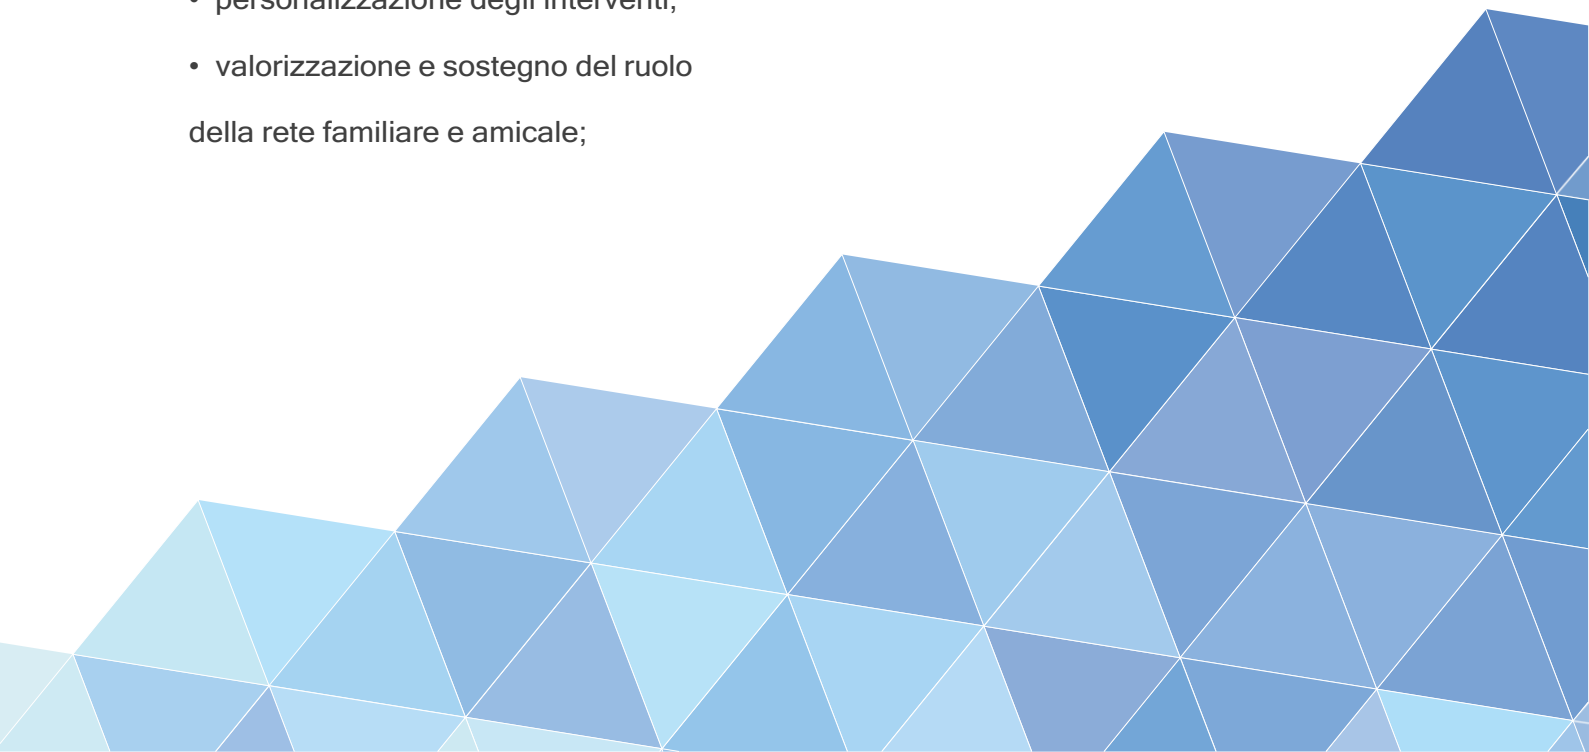 • personalizzazione degli interventi;
• valorizzazione e sostegno del ruolo
della rete familiare e amicale;